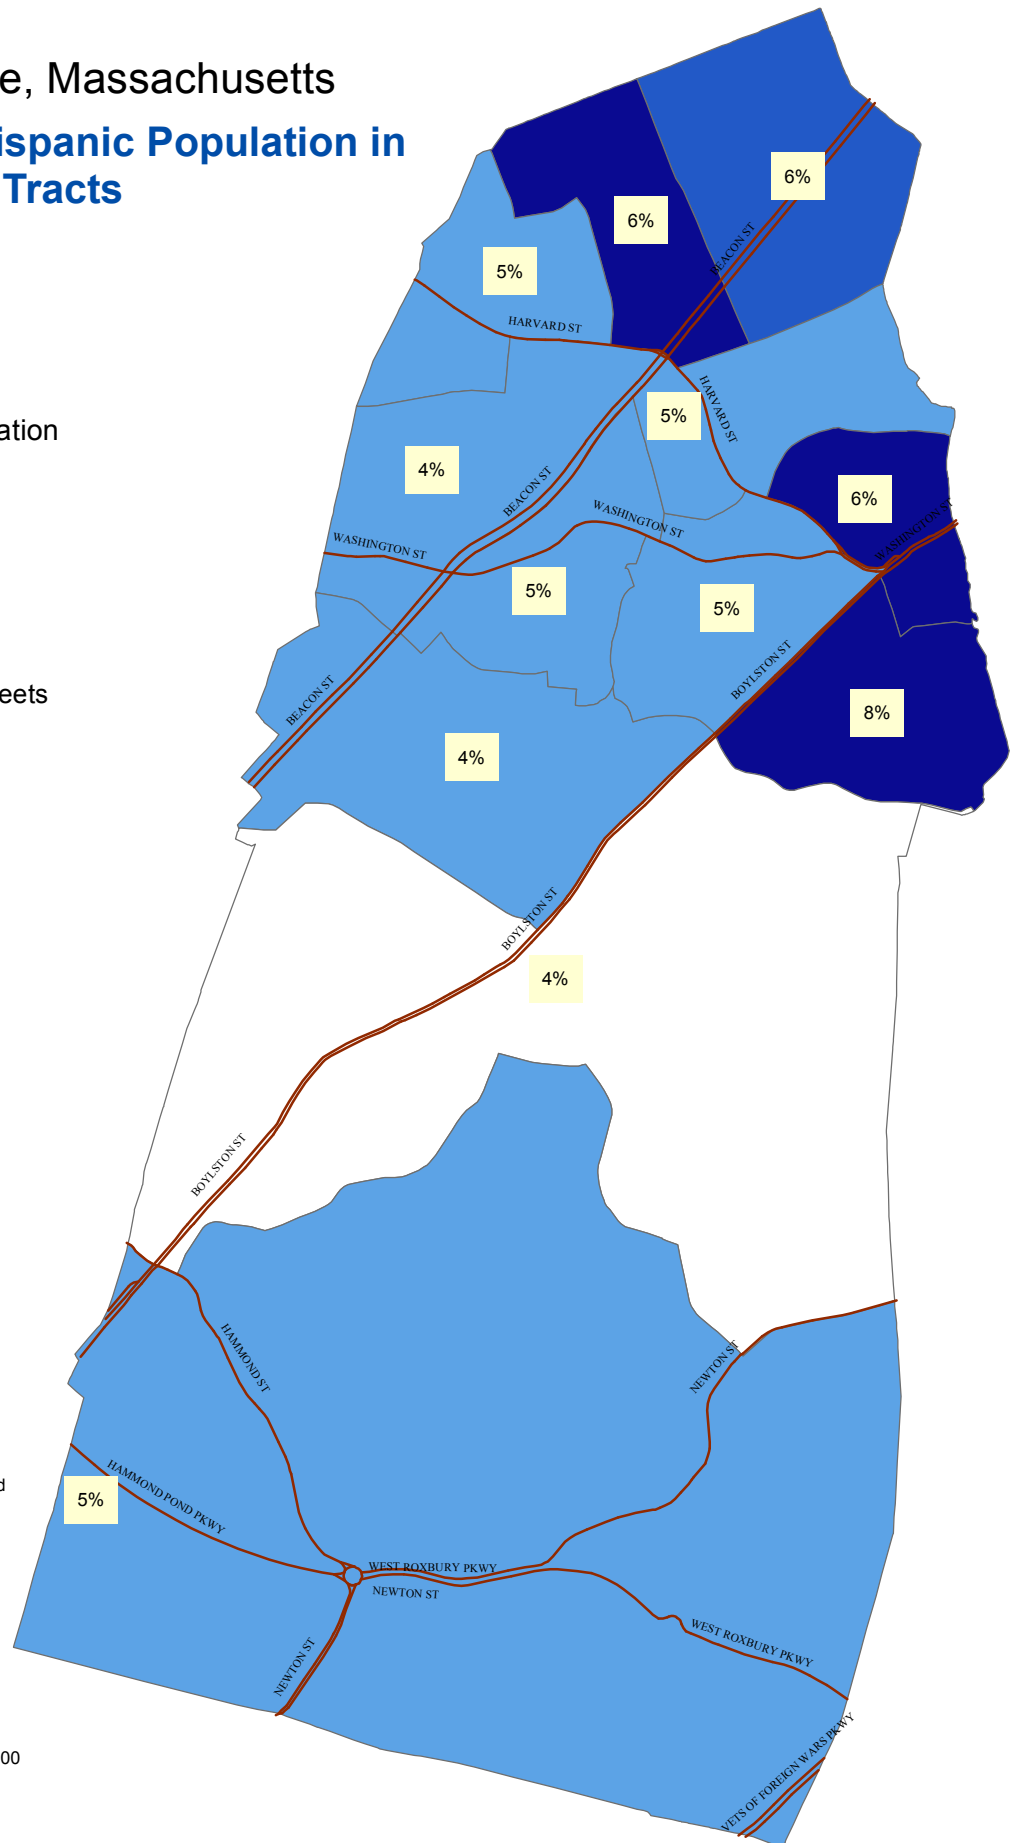 e, Massachusetts
ispanic Population in
Tracts
6%
6%
BEACON ST
5%
HARVARD ST
HARVARD ST
5%
ation
4%
BEACON ST
6%
WASHINGTON ST
WASHINGTON ST
WASHINGTON ST
5%
5%
BOYLSTON ST
BEACON ST
eets
8%
4%
BOYLSTON ST
4%
BOYLSTON ST
HAMMOND ST
NEWTON ST
d
5%
HAMMOND POND PKWY
WEST ROXBURY PKWY
NEWTON ST
WEST ROXBURY PKWY
NEWTON ST
VETS OF FOREIGN WARS PKWY
00